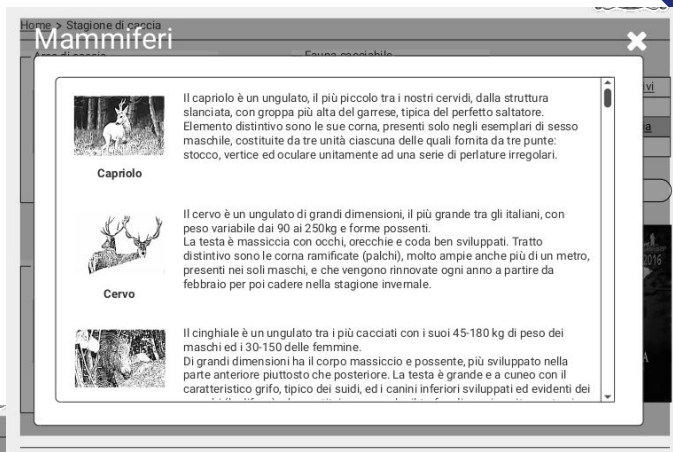 Home > Stagione di caccia
Mammiferi
Area di caccia
Fauna cacciabile
Il capriolo è un ungulato, il più piccolo tra i nostri cervidi, dalla struttura
slanciata, con groppa più alta del garrese, tipica del perfetto saltatore.
Elemento distintivo sono le sue corna, presenti solo negli esemplari di sesso
maschile, costituite da tre unità ciascuna delle quali fornita da tre punte:
stocco, vertice ed oculare unitamente ad una serie di perlature irregolari.
Capriolo
Il cervo è un ungulato di grandi dimensioni, il più grande tra gli italiani, con
peso variabile dai 90 ai 250kg e forme possenti.
La testa è massiccia con occhi, orecchie e coda ben sviluppati. Tratto
distintivo sono le corna ramificate (palchi), molto ampie anche più di un metro,
presenti nei soli maschi, e che vengono rinnovate ogni anno a partire da
febbraio per poi cadere nella stagione invernale.
Cervo
Il cinghiale è un ungulato tra i più cacciati con i suoi 45-180 kg di peso dei
maschi ed i 30-150 delle femmine.
Di grandi dimensioni ha il corpo massiccio e possente, più sviluppato nella
parte anteriore piuttosto che posteriore. La testa è grande e a cuneo con il
caratteristico grifo, tipico dei suidi, ed i canini inferiori sviluppati ed evidenti dei
vi
a
2016
A